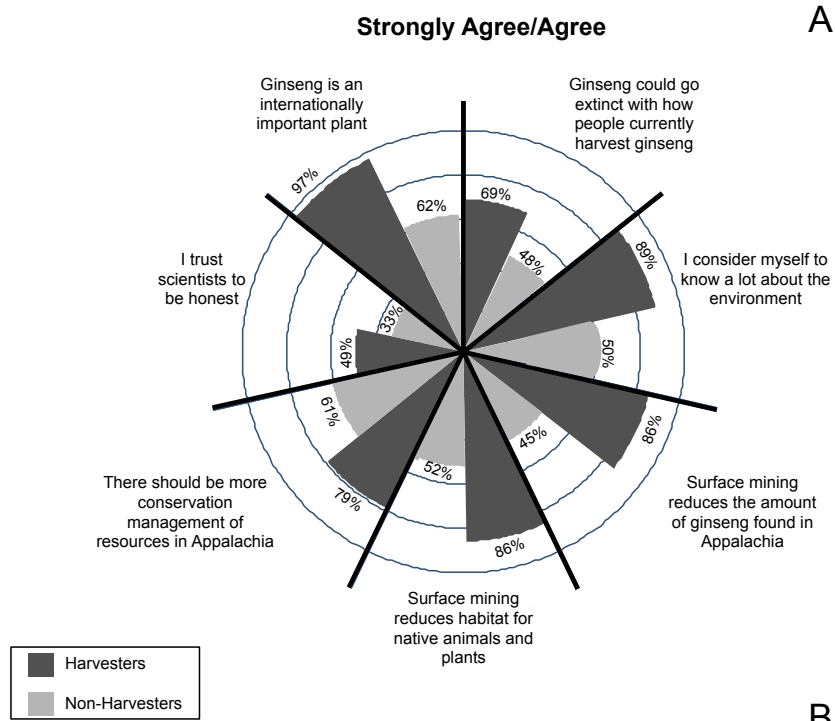 Strongly Agree/Agree
A
Ginseng is an
internationally
important plant
Ginseng could go
extinct with how
people currently
harvest ginseng
97%
62%
69%
48%
89%
I trust
scientists to
be honest
I consider myself to
know a lot about the
environment
33%
49%
50%
61%
45%
86%
52%
79%
86%
There should be more
conservation
management of
resources in Appalachia
Surface mining
reduces the amount
of ginseng found in
Appalachia
Surface mining
reduces habitat for
native animals and
plants
Harvesters
Non-Harvesters
B